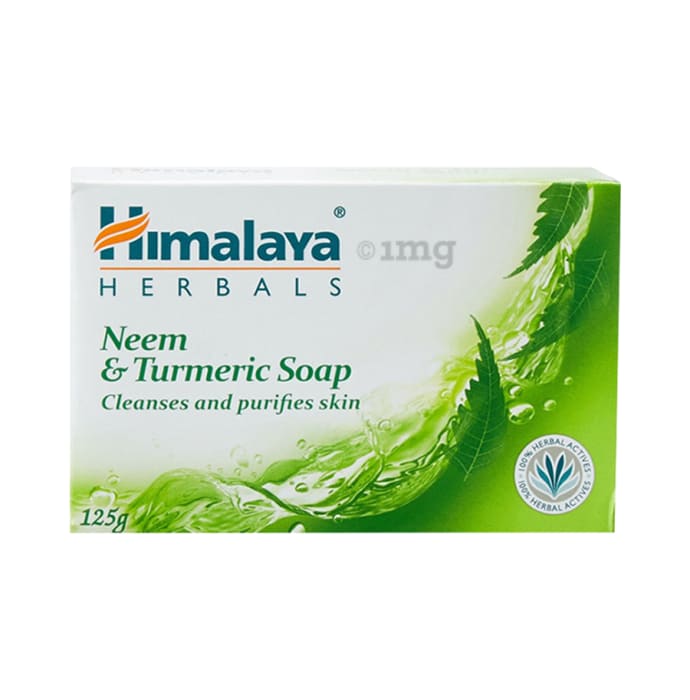 Himalaya®
©1mg
HERBALS
Neem
& Turmeric Soap
Cleanses and purifies skin
100% HERBAL ACTIVES
100% HERBAL ACTIVES
125g